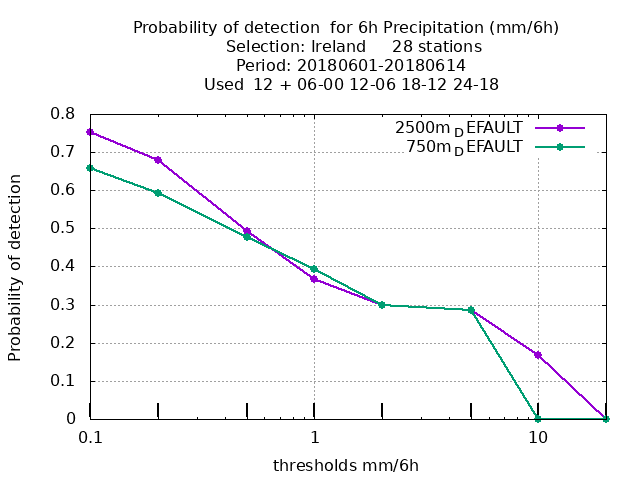 Probability of detection  for 6h Precipitation (mm/6h)
Selection: Ireland     28 stations
Period: 20180601-20180614
Used  12 + 06-00 12-06 18-12 24-18
2500m_DEFAULT
750m_DEFAULT
Probability of detection
0.8
0.7
0.6
0.5
0.4
0.3
0.2
0.1
0
0.1 1 10
thresholds mm/6h